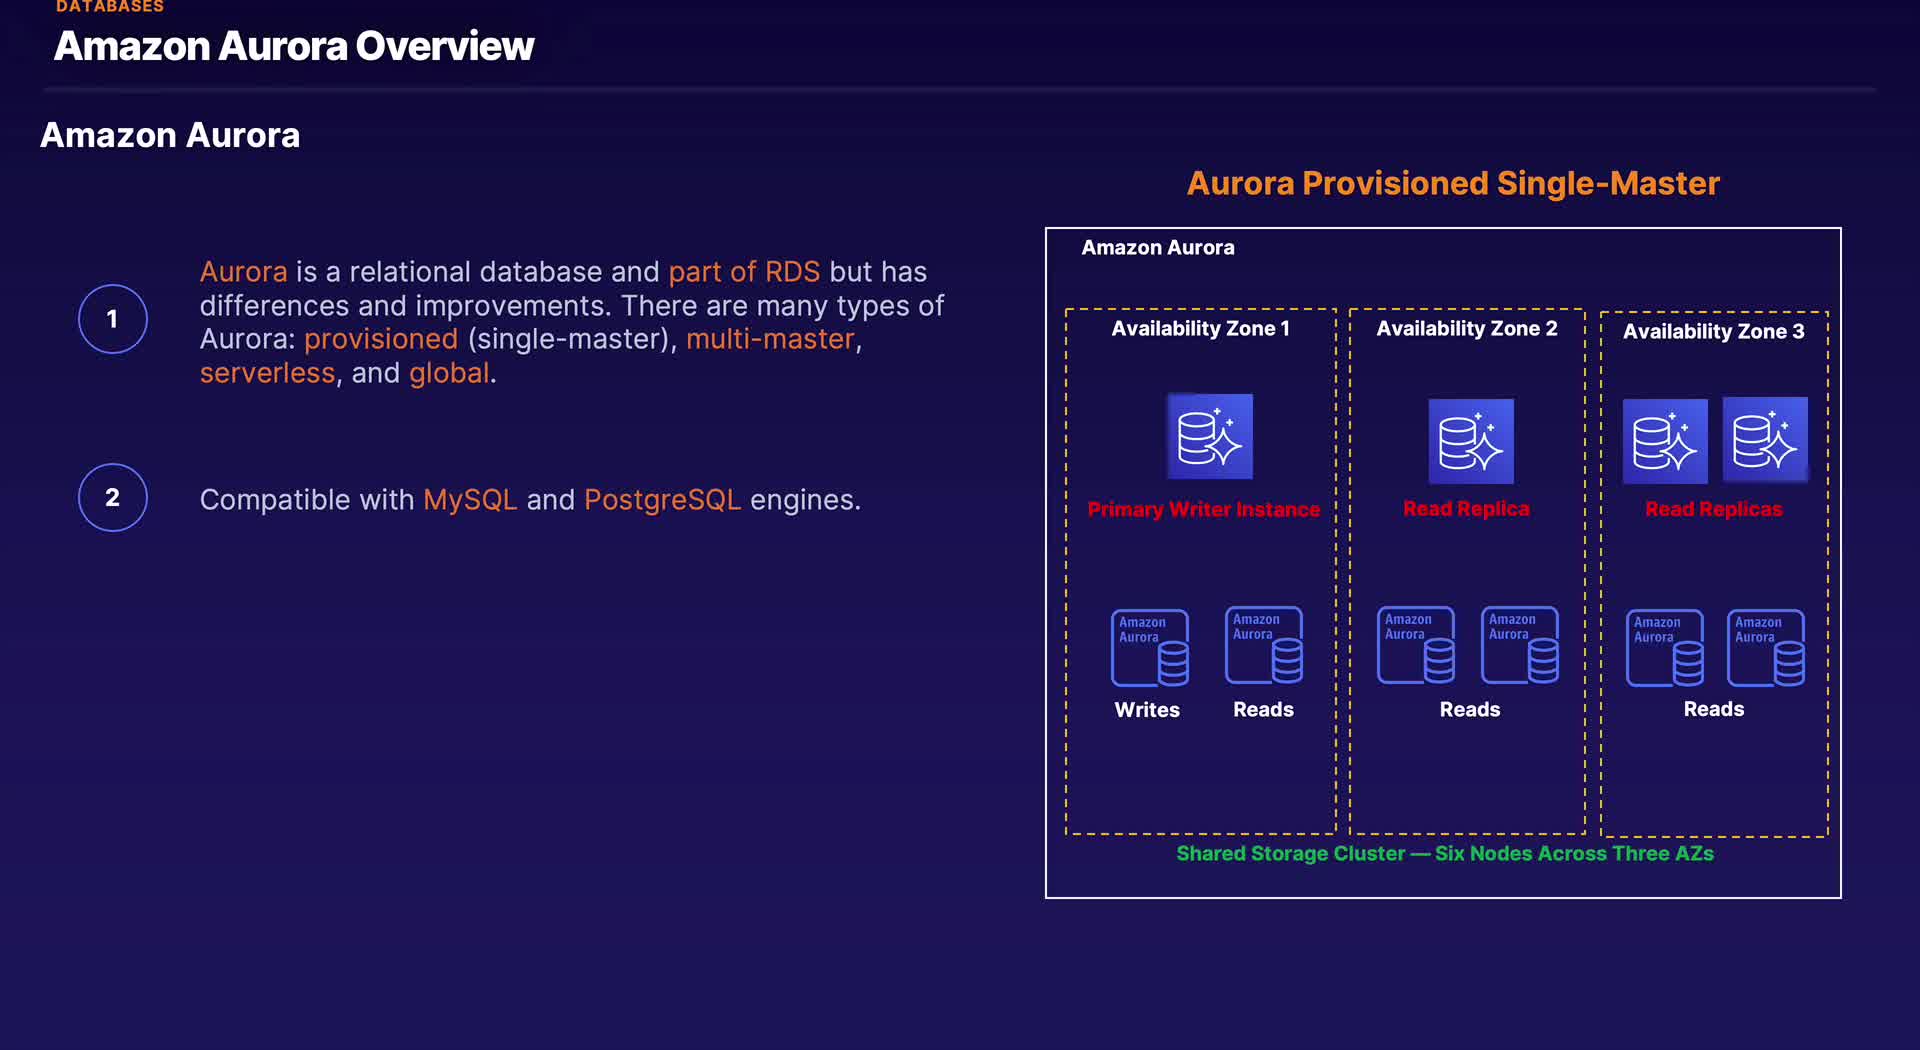 DATABASES
Amazon Aurora Overview
Amazon Aurora
1
Aurora is a relational database and part of RDS but has
differences and improvements. There are many types of
Aurora: provisioned (single-master), multi-master,
serverless, and global.
2
Compatible with MySQL and PostgreSQL engines.
Aurora Provisioned Single-Master
Amazon Aurora
Availability Zone 1
Primary Writer Instance
Amazon
Aurora
Writes
Amazon
Aurora
Reads
Availability Zone 2
Read Replica
Amazon
Aurora
Amazon
Aurora
Reads
Availability Zone 3
Read Replicas
Amazon
Aurora
Amazon
Aurora
Reads
Shared Storage Cluster — Six Nodes Across Three AZs